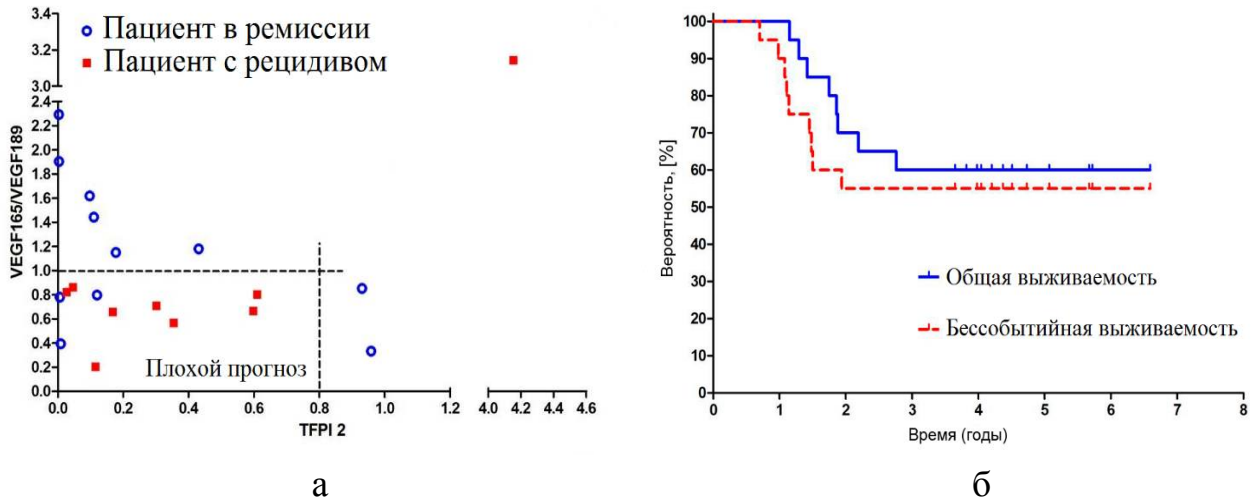 Пациент в ремиссии
Пациент с рецидивом
3.4
3.2
3.0
2.4
2.2
2.0
1.6
1.4
1.2
1.0
0.8
0.6
0.4
0.2
0.0
VEGF165/VEGF189
Плохой прогноз
0.0 0.2 0.4 0.6 0.8 1.0 1.2 4.0 4.2 4.4 4.6
TFPI 2
а
100
90
80
70
60
50
40
30
20
10
0
Вероятность, [%]
Общая выживаемость
Бессобытийная выживаемость
0 1 2 3 4 5 6 7 8
Время (годы)
б